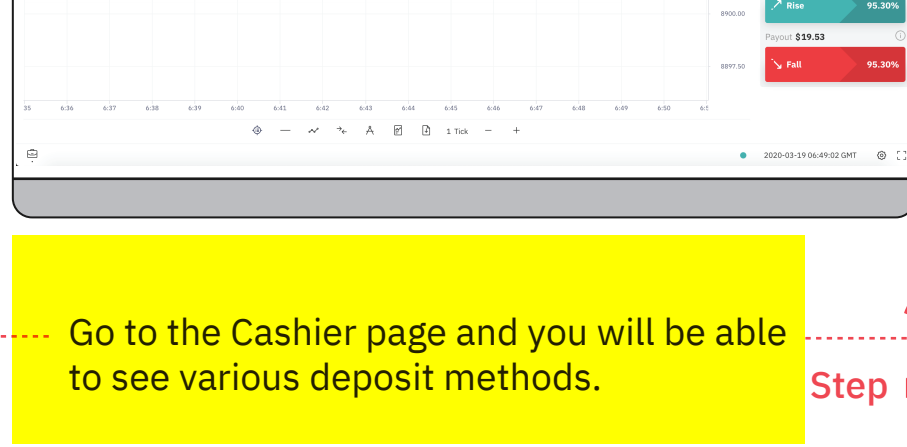 8900.00
Rise 95.30%
Payout $19.53
8897.50
Fall 95.30%
35 6:36 6:37 6:38 6:39 6:40 6:41 6:42 6:43 6:44 6:45 6:46 6:47 6:48 6:49 6:50
1 Tick
2020-03-19 06:49:02 GMT
Go to the Cashier page and you will be able
to see various deposit methods.
Step